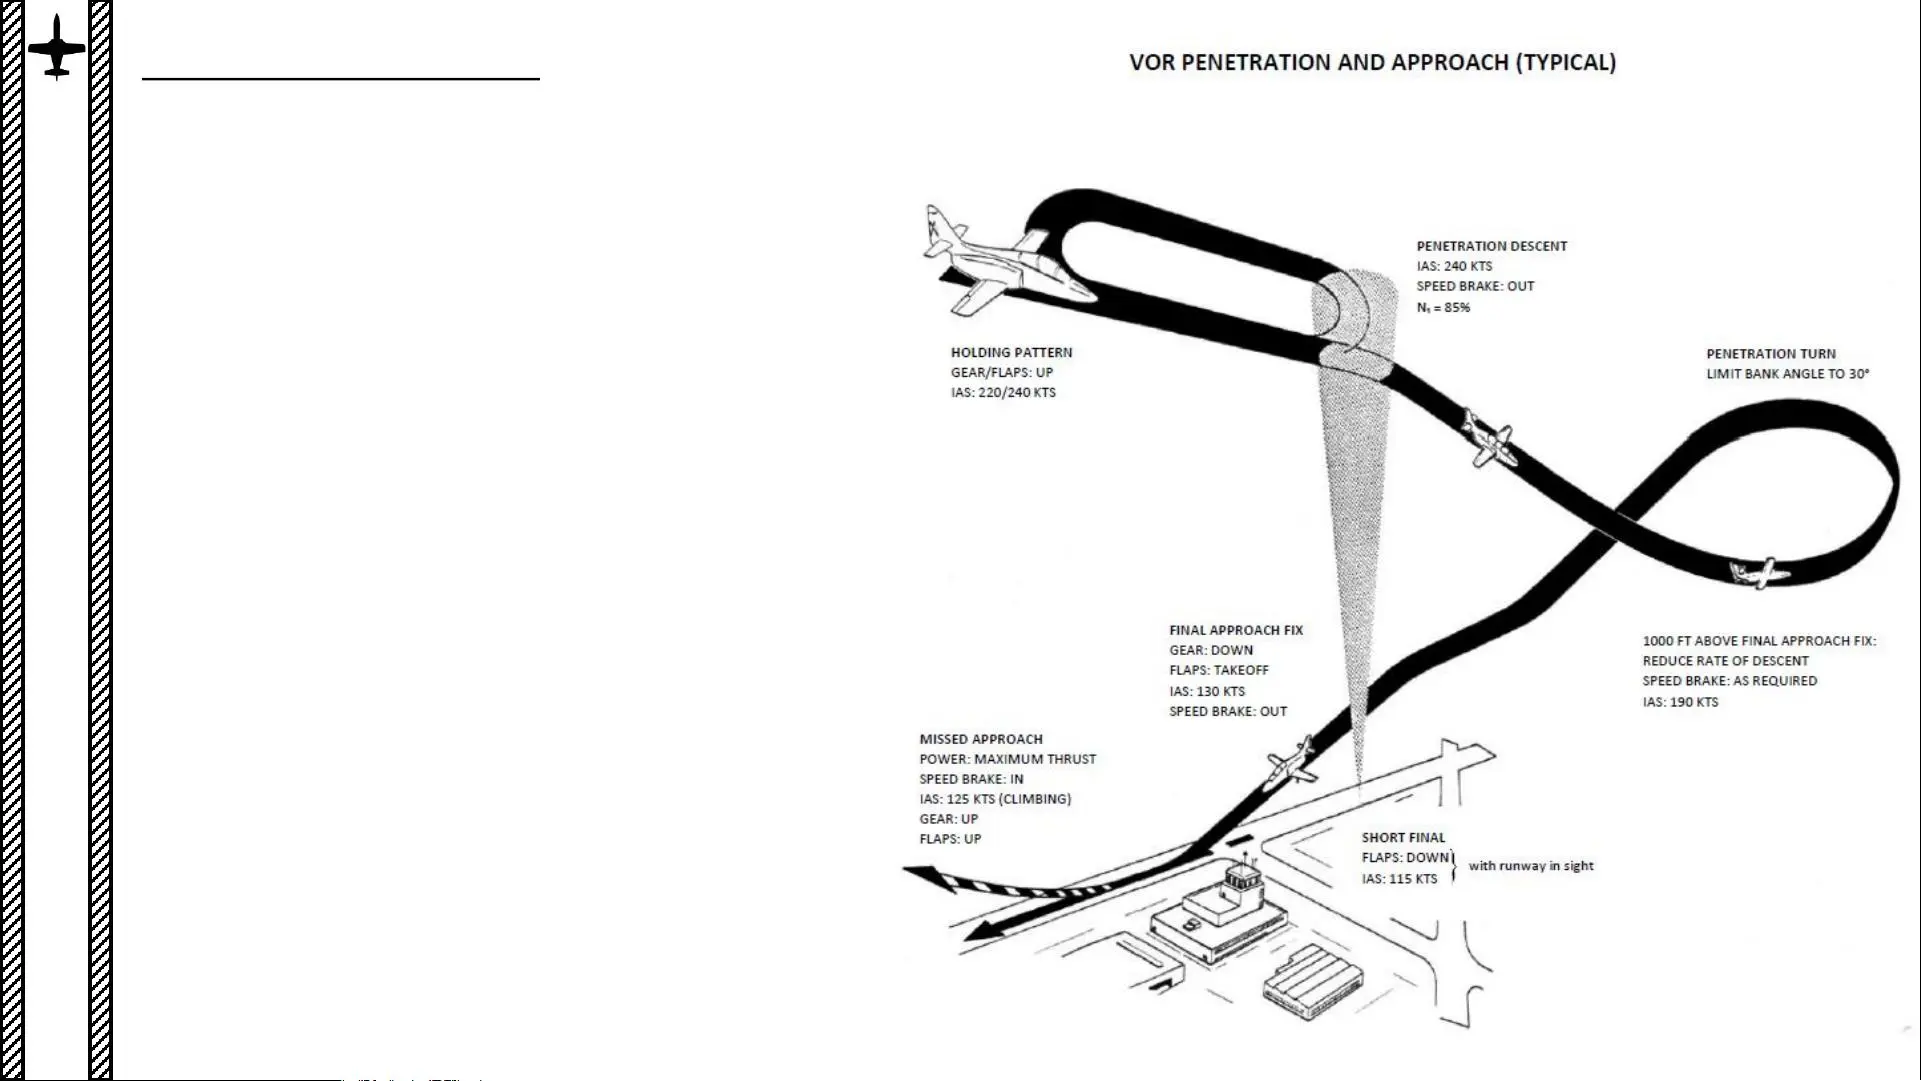 VOR PENETRATION AND APPROACH (TYPICAL)
PENETRATION DESCENT
IAS: 240 KTS
SPEED BRAKE: OUT
N₁ = 85%
HOLDING PATTERN
GEAR/FLAPS: UP
IAS: 220/240 KTS
PENETRATION TURN
LIMIT BANK ANGLE TO 30°
FINAL APPROACH FIX
GEAR: DOWN
FLAPS: TAKEOFF
IAS: 130 KTS
SPEED BRAKE: OUT
1000 FT ABOVE FINAL APPROACH FIX:
REDUCE RATE OF DESCENT
SPEED BRAKE: AS REQUIRED
IAS: 190 KTS
MISSED APPROACH
POWER: MAXIMUM THRUST
SPEED BRAKE: IN
IAS: 125 KTS (CLIMBING)
GEAR: UP
FLAPS: UP
SHORT FINAL
FLAPS: DOWN
IAS: 115 KTS
with runway in sight